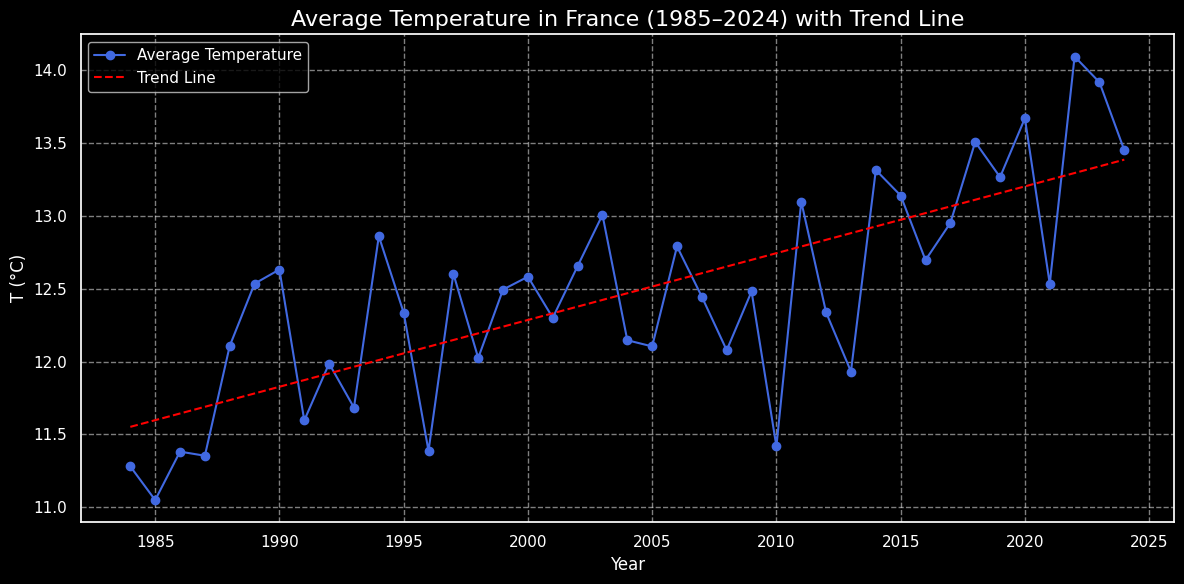 Average Temperature in France (1985–2024) with Trend Line
Average Temperature
Trend Line
T (°C)
14.0
13.5
13.0
12.5
12.0
11.5
11.0
1985 1990 1995 2000 2005 2010 2015 2020 2025
Year